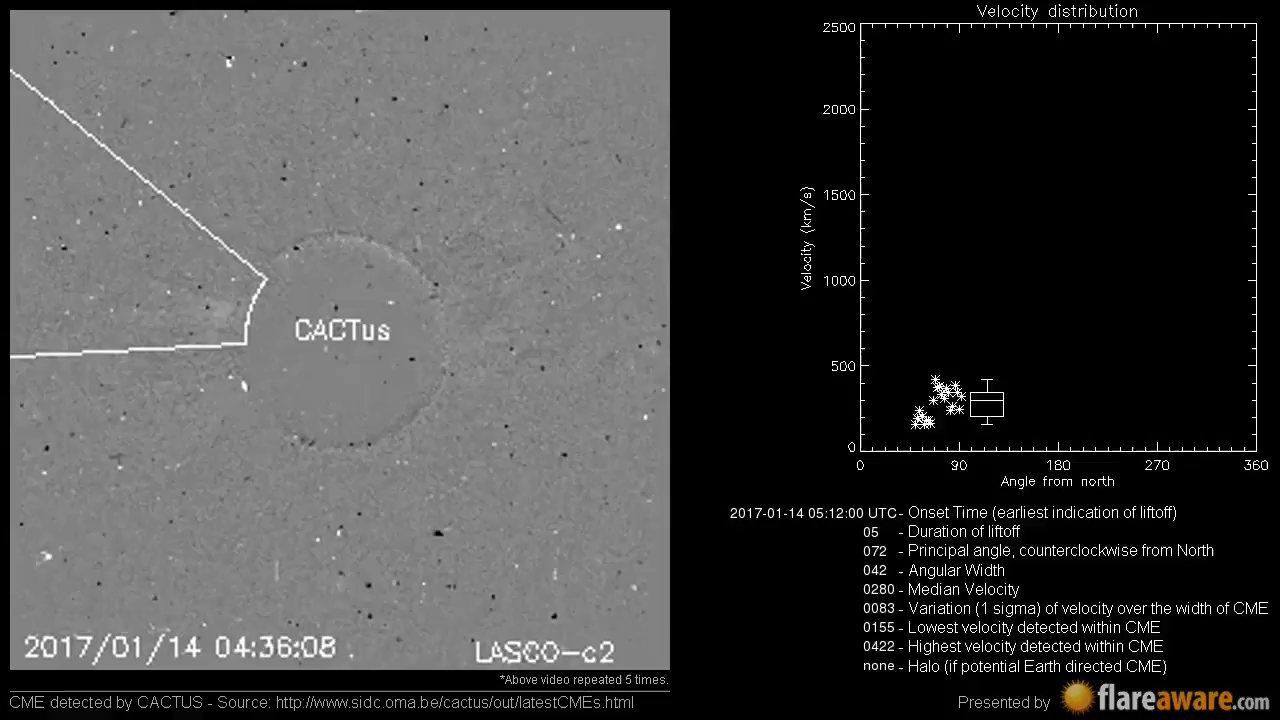 CACTus
2017/01/14 04:36:08 .
LASCO-c2
*Above video repeated 5 times.
CME detected by CACTUS - Source: http://www.sidc.oma.be/cactus/out/latestCMEs.html
Velocity distribution
2500
2000
1500
1000
500
0
Velocity (km/s)
0 90 180 270 360
Angle from north
2017-01-14 05:12:00 UTC - Onset Time (earliest indication of liftoff)
05 - Duration of liftoff
072 - Principal angle, counterclockwise from North
042 - Angular Width
0280 - Median Velocity
0083 - Variation (1 sigma) of velocity over the width of CME
0155 - Lowest velocity detected within CME
0422 - Highest velocity detected within CME
none - Halo (if potential Earth directed CME)
Presented by flareaware.com